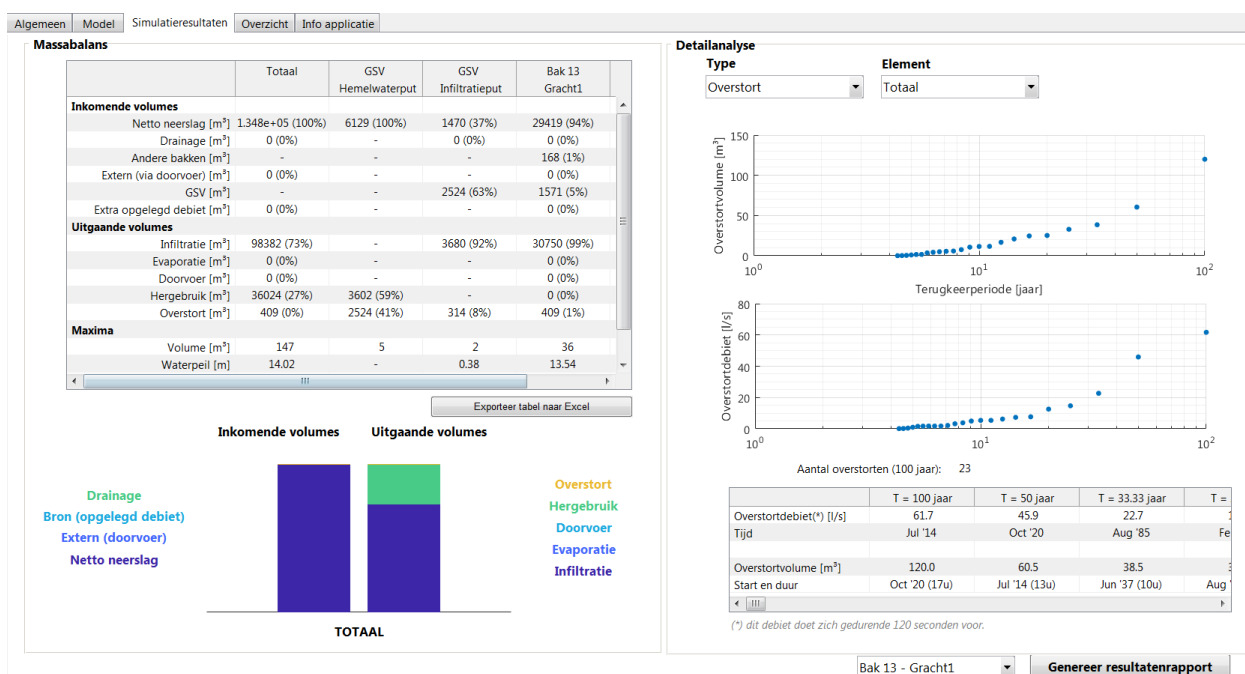 Algemeen Model Simulatieresultaten Overzicht Info applicatie
Massabalans
Totaal GSV GSV Bak 13
Hemelwaterput Infiltratieput Gracht1
Inkomende volumes
Netto neerslag [m³] 1.348e+05 (100%) 6129 (100%) 1470 (37%) 29419 (94%)
Drainage [m³] 0 (0%) - 0 (0%) 0 (0%)
Andere bakken [m³] - - - 168 (1%)
Extern (via doorvoer) [m³] 0 (0%) - - 0 (0%)
GSV [m³] - - 2524 (63%) 1571 (5%)
Extra opgelegd debiet [m³] 0 (0%) - - 0 (0%)
Uitgaande volumes
Infiltratie [m³] 98382 (73%) - 3680 (92%) 30750 (99%)
Evaporatie [m³] 0 (0%) - - 0 (0%)
Doorvoer [m³] 0 (0%) - - 0 (0%)
Hergebruik [m³] 36024 (27%) 3602 (59%) - 0 (0%)
Overstort [m³] 409 (0%) 2524 (41%) 314 (8%) 409 (1%)
Maxima
Volume [m³] 147 5 2 36
Waterpeil [m] 14.02 - 0.38 13.54
Exporteer tabel naar Excel
Inkomende volumes Uitgaande volumes
Drainage
Bron (opgelegd debiet)
Extern (doorvoer)
Netto neerslag
Overstort
Hergebruik
Doorvoer
Evaporatie
Infiltratie
TOTAAL
Detailanalyse
Type Element
Overstort Totaal
Overstortvolume [m³]
150
100
50
0
10⁰ 10¹ 10²
Terugkeerperiode [jaar]
Overstortdebiet [l/s]
80
60
40
20
0
10⁰ 10¹ 10²
Aantal overstorten (100 jaar): 23
T = 100 jaar T = 50 jaar T = 33.33 jaar T =
Overstortdebiet(*) [l/s] 61.7 45.9 22.7
Tijd Jul '14 Oct '20 Aug '85 Fe
Overstortvolume [m³] 120.0 60.5 38.5
Start en duur Oct '20 (17u) Jul '14 (13u) Jun '37 (10u) Aug '
(*) dit debiet doet zich gedurende 120 seconden voor.
Bak 13 - Gracht1 Genereer resultatenrapport